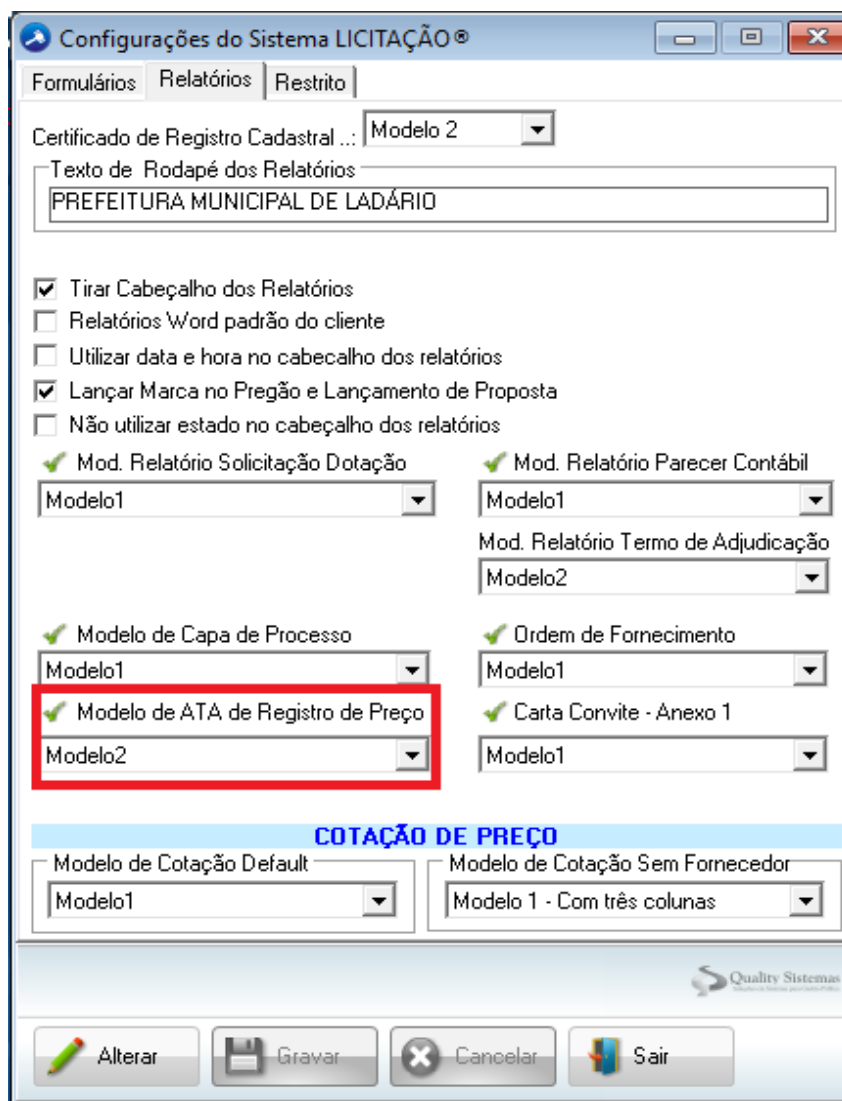 Configurações do Sistema LICITAÇÃO®
Formulários Relatórios Restrito
Certificado de Registro Cadastral ..: Modelo 2
Texto de Rodapé dos Relatórios
PREFEITURA MUNICIPAL DE LADÁRIO
Tirar Cabeçalho dos Relatórios
Relatórios Word padrão do cliente
Utilizar data e hora no cabecalho dos relatórios
Lançar Marca no Pregão e Lançamento de Proposta
Não utilizar estado no cabeçalho dos relatórios
Mod. Relatório Solicitação Dotação
Modelo1
Mod. Relatório Parecer Contábil
Modelo1
Mod. Relatório Termo de Adjudicação
Modelo2
Modelo de Capa de Processo
Modelo1
Ordem de Fornecimento
Modelo1
Modelo de ATA de Registro de Preço
Modelo2
Carta Convite - Anexo 1
Modelo1
COTAÇÃO DE PREÇO
Modelo de Cotação Default
Modelo1
Modelo de Cotação Sem Fornecedor
Modelo 1 - Com três colunas
Quality Sistemas
Alterar Gravar Cancelar Sair